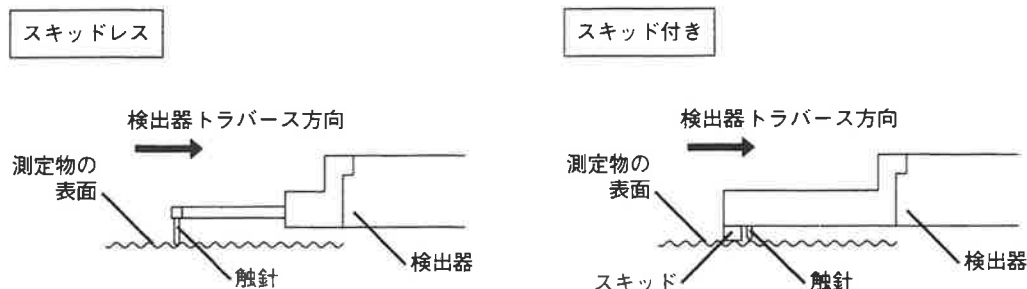 スキッドレス
検出器トラバース方向
測定物の
表面
触針
検出器
スキッド付き
検出器トラバース方向
測定物の
表面
スキッド
触針
検出器